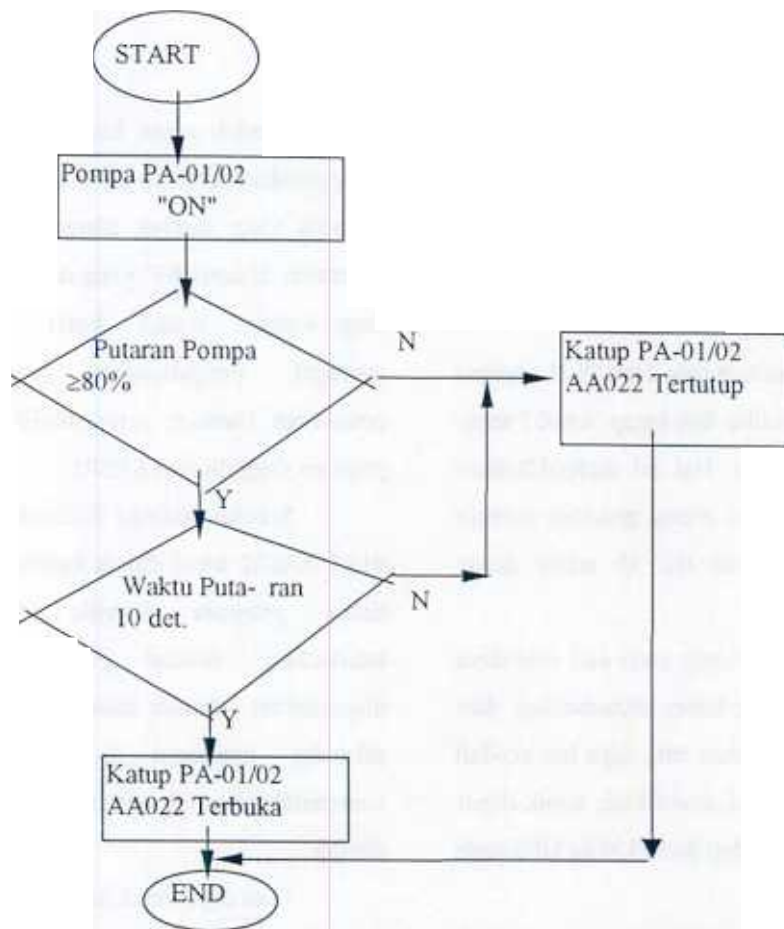 START
Pompa PA-01/02
"ON"
Putaran Pompa
≥80%
N
Katup PA-01/02
AA022 Tertutup
Y
Waktu Puta- ran
10 det.
N
Y
Katup PA-01/02
AA022 Terbuka
END